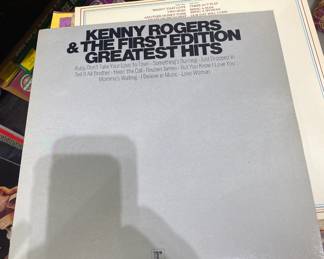 KENNY ROGERS
& THE FIRST EDITION
GREATEST HITS
Ruby, Don't Take Your Love To Town · Something's Burning · Just Dropped In
Tell It All Brother · Heed The Call · Reuben James · But You Know I Love You
Momma's Waiting · I Believe In Music · Love Woman